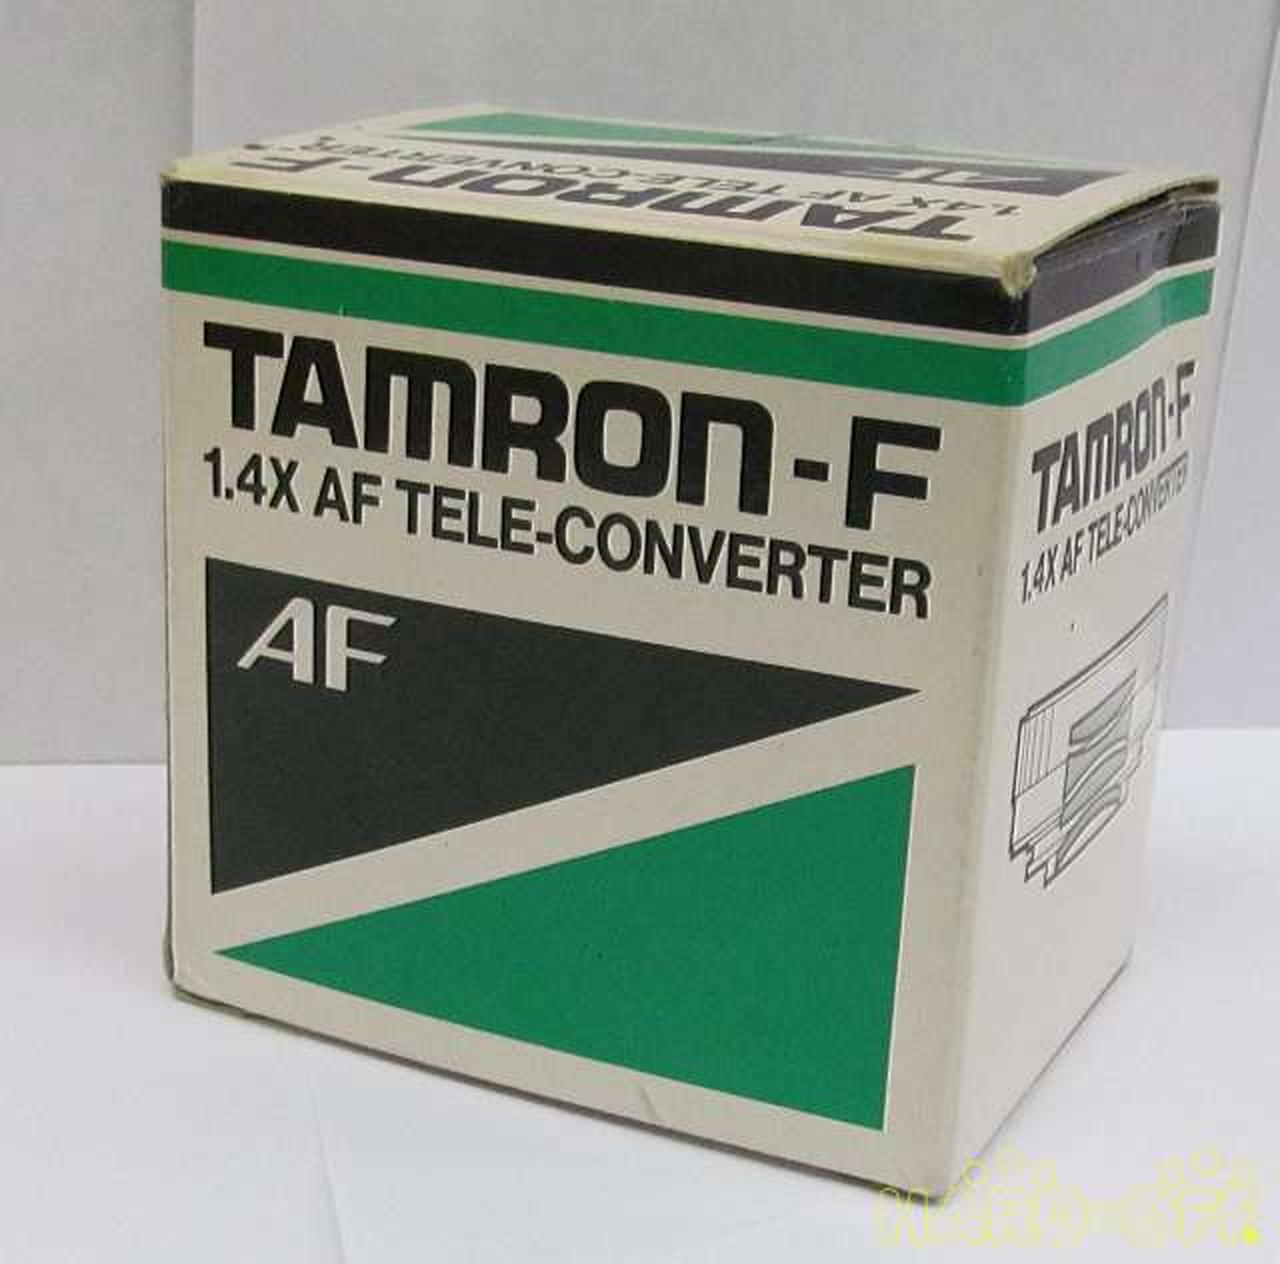 TAMRON-F
1.4X AF TELE-CONVERTER
AF
TAMRON-F
1.4X AF TELE-CONVERTER
TAMRON-F
1.4X AF TELE-CONVERTER
AF